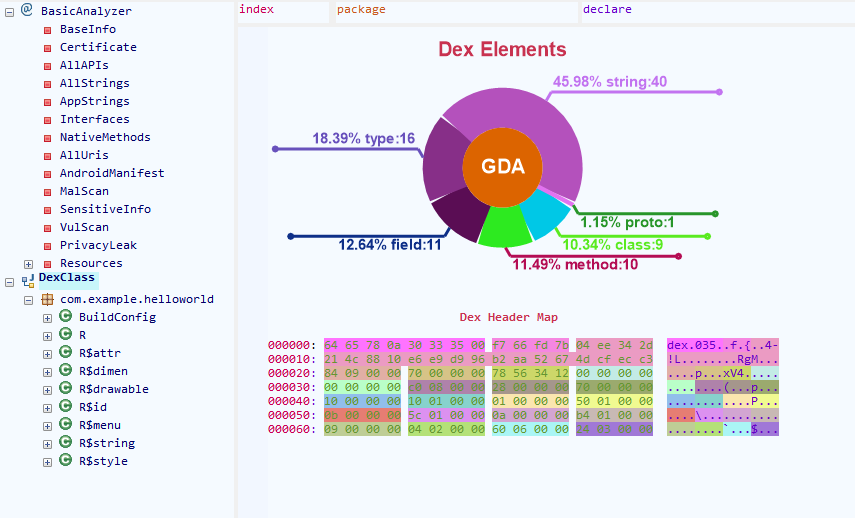 @ BasicAnalyzer
BaseInfo
Certificate
AllAPIs
AllStrings
AppStrings
Interfaces
NativeMethods
AllUris
AndroidManifest
MalScan
SensitiveInfo
VulScan
PrivacyLeak
Resources
DexClass
com.example.helloworld
C BuildConfig
C R
C R$attr
C R$dimen
C R$drawable
C R$id
C R$menu
C R$string
C R$style
index package declare
Dex Elements
45.98% string:40
18.39% type:16
GDA
1.15% proto:1
12.64% field:11
10.34% class:9
11.49% method:10
Dex Header Map
000000: 64 65 78 0a 30 33 35 00 f7 66 fd 7b 04 ee 34 2d dex.035..f.{..4-
000010: 21 4c 88 10 e6 e9 d9 96 b2 aa 52 67 4d cf ec c3 !L........RgM...
000020: 84 09 00 00 70 00 00 00 78 56 34 12 00 00 00 00 ....p...xV4.....
000030: 00 00 00 00 c0 08 00 00 28 00 00 00 70 00 00 00 ........(...p...
000040: 10 00 00 00 10 01 00 00 01 00 00 00 50 01 00 00 ............P...
000050: 0b 00 00 00 5c 01 00 00 0a 00 00 00 b4 01 00 00 ....\...........
000060: 09 00 00 00 04 02 00 00 60 06 00 00 24 03 00 00 ........`...$...